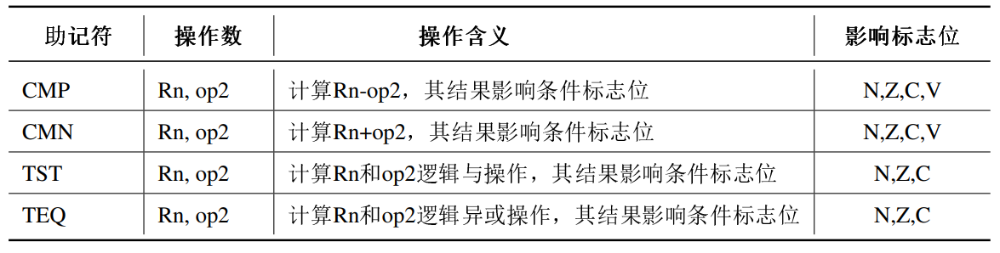 助记符 操作数 操作含义 影响标志位
CMP Rn, op2 计算Rn-op2，其结果影响条件标志位 N,Z,C,V
CMN Rn, op2 计算Rn+op2，其结果影响条件标志位 N,Z,C,V
TST Rn, op2 计算Rn和op2逻辑与操作，其结果影响条件标志位 N,Z,C
TEQ Rn, op2 计算Rn和op2逻辑异或操作，其结果影响条件标志位 N,Z,C